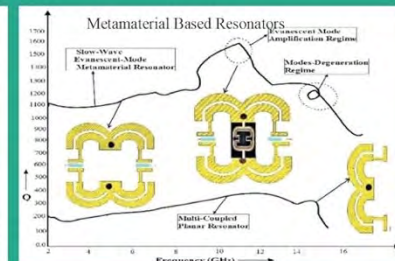 Metamaterial Based Resonators
Evanescent Mode
Amplification Regime
Slow-Wave
Evanescent-Mode
Metamaterial Resonator
Modes-Degeneration
Regime
1700
1600
1500
1400
1300
1200
1100
1000
900
800
700
600
500
400
300
200
100
0.0
Q
Multi-Coupled
Planar Resonator
2
4
6
8
10
12
14
16
Frequency (GHz)